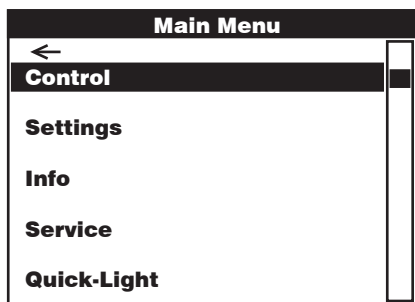 Main Menu
←
Control
Settings
Info
Service
Quick-Light